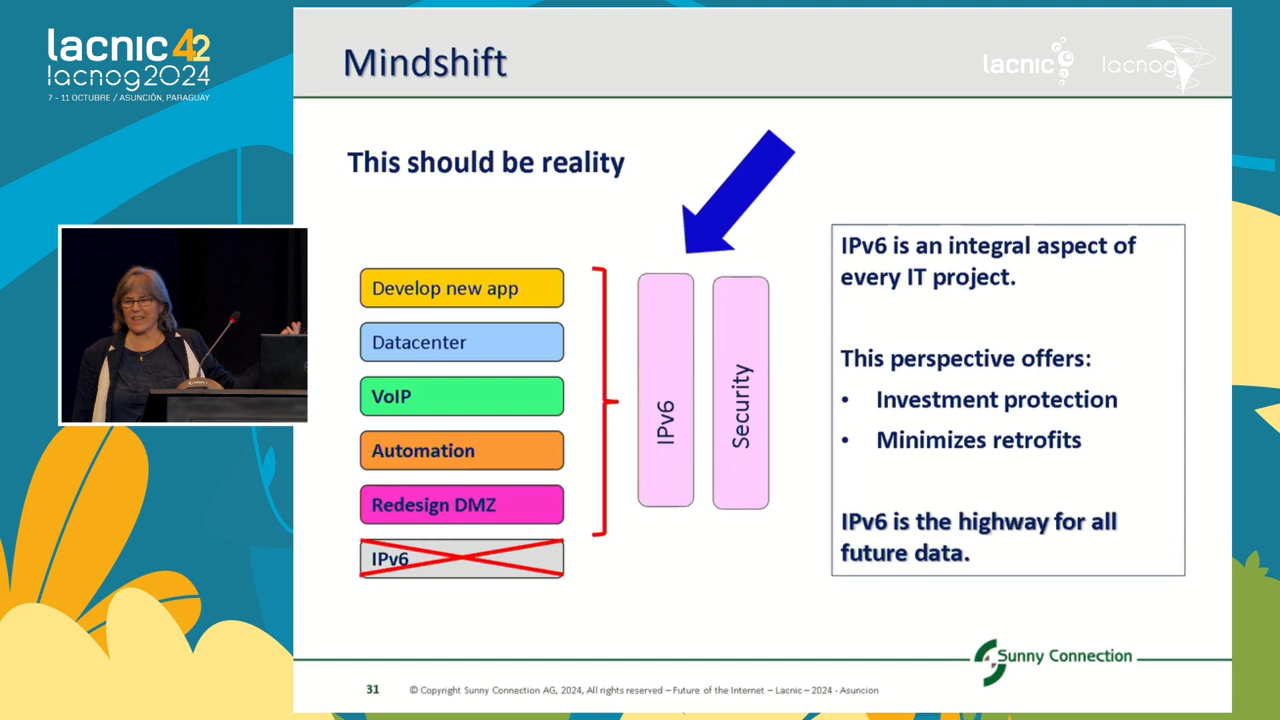 lacnic 42
lacnog 2024
7 - 11 OCTUBRE / ASUNCIÓN, PARAGUAY
Mindshift
lacnic
lacnog
This should be reality
Develop new app
Datacenter
VoIP
Automation
Redesign DMZ
IPv6
IPv6
Security
IPv6 is an integral aspect of
every IT project.
This perspective offers:
• Investment protection
• Minimizes retrofits
IPv6 is the highway for all
future data.
Sunny Connection
31
© Copyright Sunny Connection AG, 2024, All rights reserved – Future of the Internet – Lacnic – 2024 - Asuncion